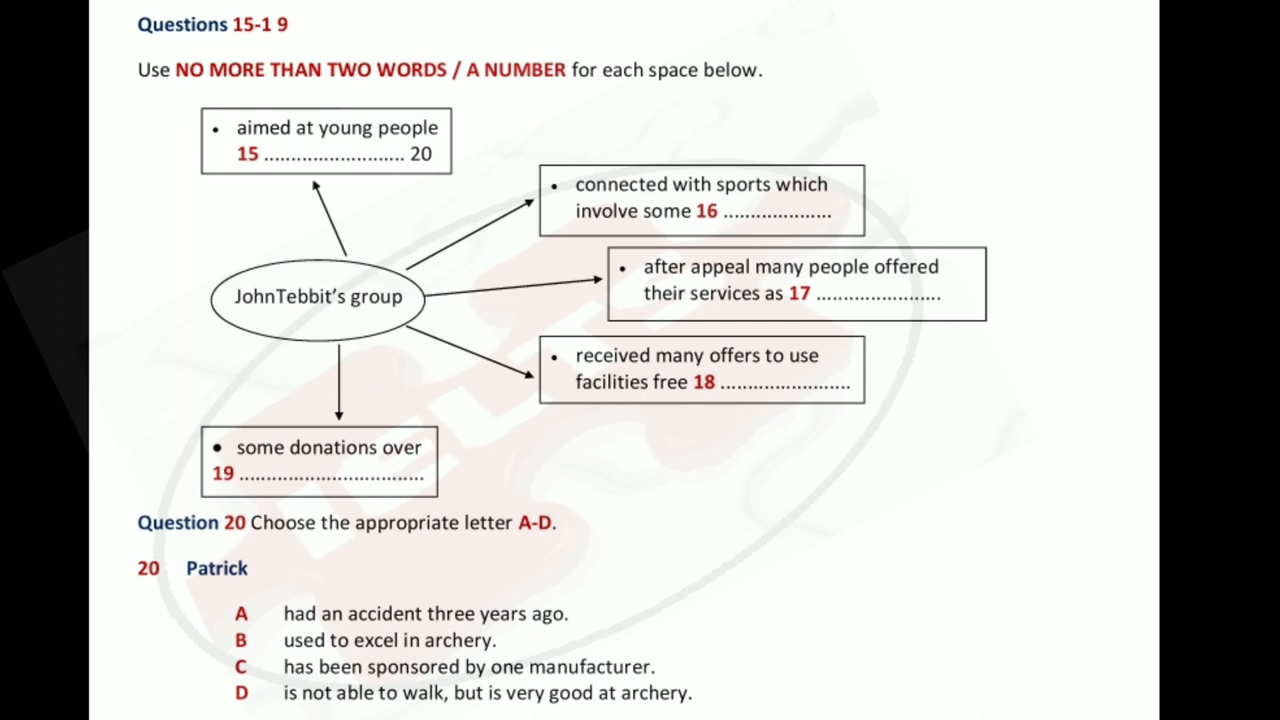 Questions 15-1 9
Use NO MORE THAN TWO WORDS / A NUMBER for each space below.
• aimed at young people
15 .......................... 20
• connected with sports which
involve some 16 ....................
• after appeal many people offered
their services as 17 .......................
JohnTebbit's group
• received many offers to use
facilities free 18 ........................
• some donations over
19 ..................................
Question 20 Choose the appropriate letter A-D.
20 Patrick
A had an accident three years ago.
B used to excel in archery.
C has been sponsored by one manufacturer.
D is not able to walk, but is very good at archery.
IELTS